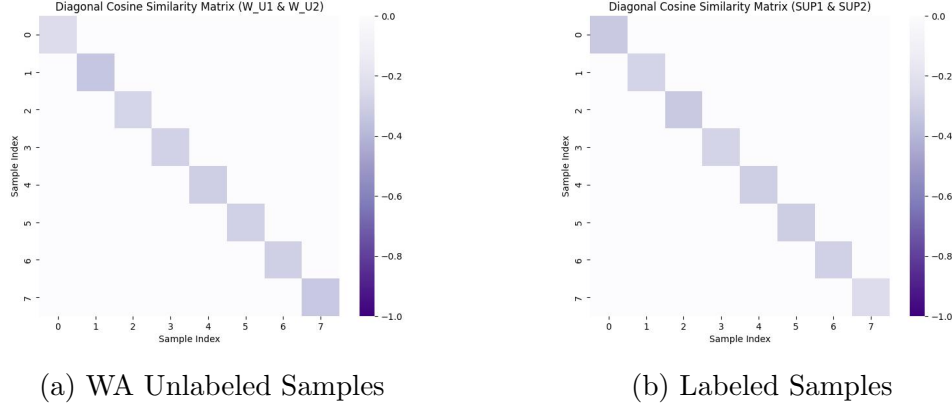 Diagonal Cosine Similarity Matrix (W_U1 & W_U2)
0
1
2
3
4
5
6
7
Sample Index
0 1 2 3 4 5 6 7
Sample Index
0.0
−0.2
−0.4
−0.6
−0.8
−1.0
(a) WA Unlabeled Samples
Diagonal Cosine Similarity Matrix (SUP1 & SUP2)
0
1
2
3
4
5
6
7
Sample Index
0 1 2 3 4 5 6 7
Sample Index
0.0
−0.2
−0.4
−0.6
−0.8
−1.0
(b) Labeled Samples